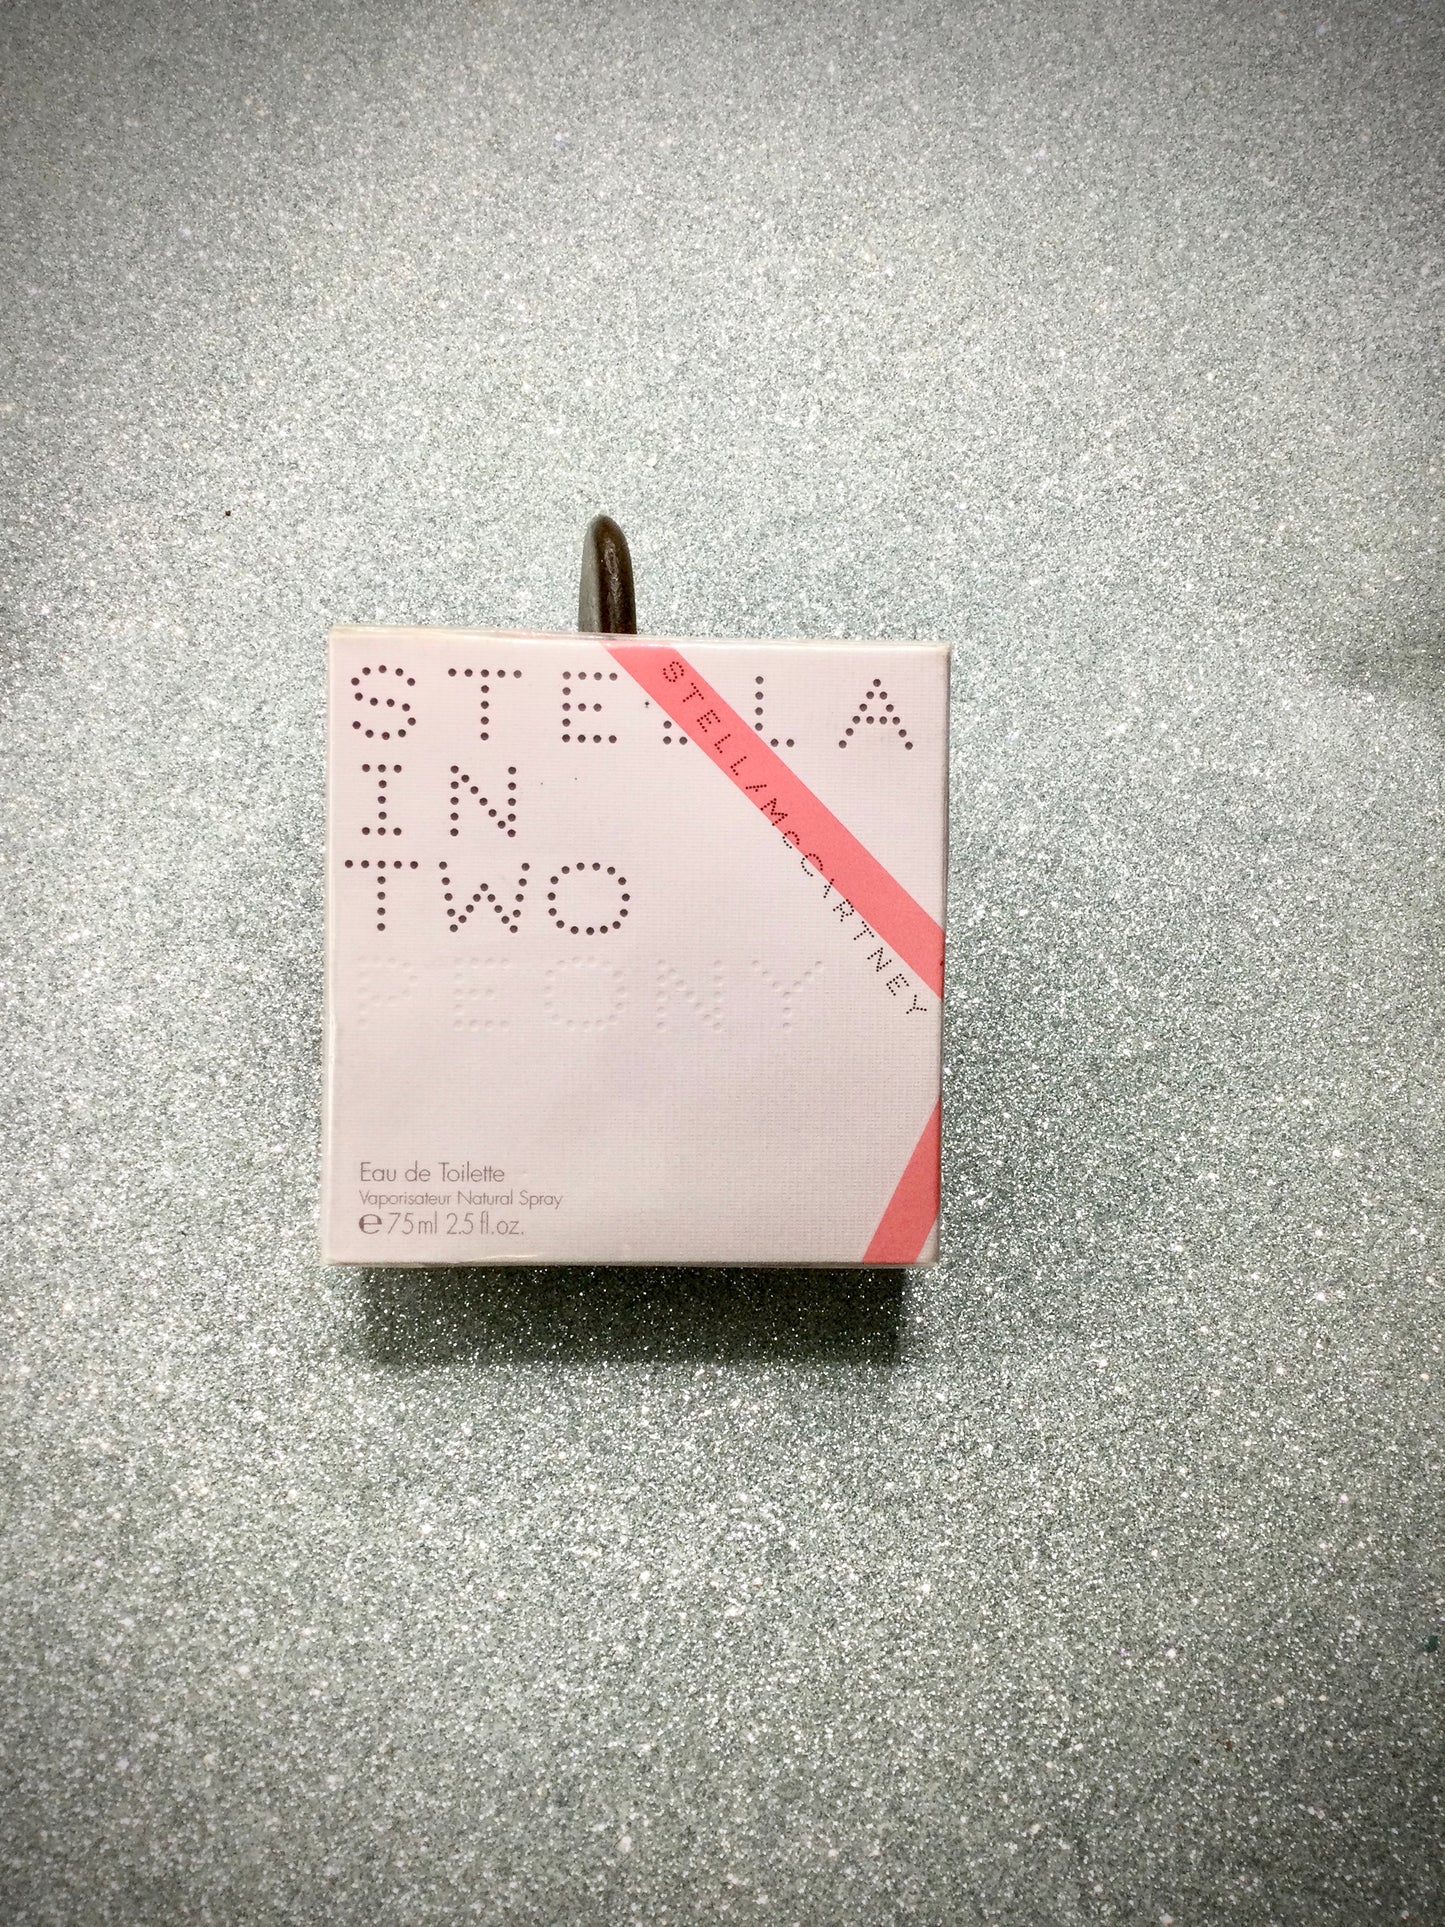 STELLA
IN
TWO
PEONY
STELLAMcCARTNEY
Eau de Toilette
Vaporisateur Natural Spray
e 75ml 2.5 fl.oz.